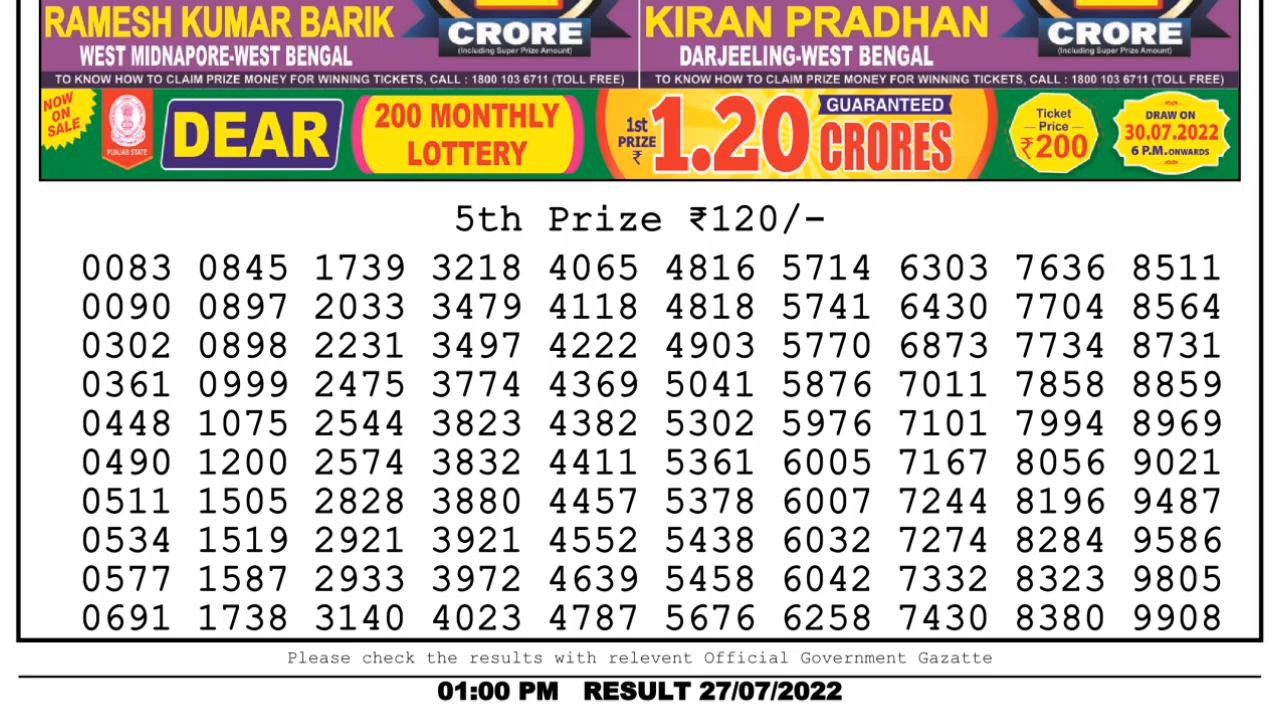 RAMESH KUMAR BARIK
WEST MIDNAPORE-WEST BENGAL
CRORE
(Including Super Prize Amount)
KIRAN PRADHAN
DARJEELING-WEST BENGAL
CRORE
(Including Super Prize Amount)
TO KNOW HOW TO CLAIM PRIZE MONEY FOR WINNING TICKETS, CALL : 1800 103 6711 (TOLL FREE)
TO KNOW HOW TO CLAIM PRIZE MONEY FOR WINNING TICKETS, CALL : 1800 103 6711 (TOLL FREE)
NOW
ON
SALE
PUNJAB STATE
DEAR
200 MONTHLY
LOTTERY
1st
PRIZE
₹
1.20
GUARANTEED
CRORES
Ticket
Price
₹200
DRAW ON
30.07.2022
6 P.M. ONWARDS
5th Prize ₹120/-
0083 0845 1739 3218 4065 4816 5714 6303 7636 8511
0090 0897 2033 3479 4118 4818 5741 6430 7704 8564
0302 0898 2231 3497 4222 4903 5770 6873 7734 8731
0361 0999 2475 3774 4369 5041 5876 7011 7858 8859
0448 1075 2544 3823 4382 5302 5976 7101 7994 8969
0490 1200 2574 3832 4411 5361 6005 7167 8056 9021
0511 1505 2828 3880 4457 5378 6007 7244 8196 9487
0534 1519 2921 3921 4552 5438 6032 7274 8284 9586
0577 1587 2933 3972 4639 5458 6042 7332 8323 9805
0691 1738 3140 4023 4787 5676 6258 7430 8380 9908
Please check the results with relevent Official Government Gazatte
01:00 PM RESULT 27/07/2022